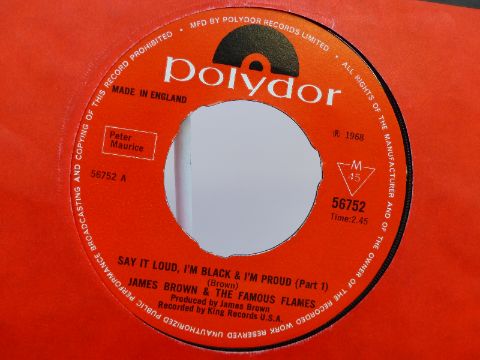 MFD BY POLYDOR RECORDS LIMITED • ALL RIGHTS OF THE MANUFACTURER AND OF THE OWNER OF THE RECORDED WORK RESERVED UNAUTHORIZED PUBLIC PERFORMANCE BROADCASTING AND COPYING OF THIS RECORD PROHIBITED •
polydor
MADE IN ENGLAND
℗ 1968
Peter
Maurice
M
45
56752 A
56752
Time:2.45
SAY IT LOUD, I'M BLACK & I'M PROUD (Part 1)
(Brown)
JAMES BROWN & THE FAMOUS FLAMES
Produced by James Brown
Recorded by King Records U.S.A.